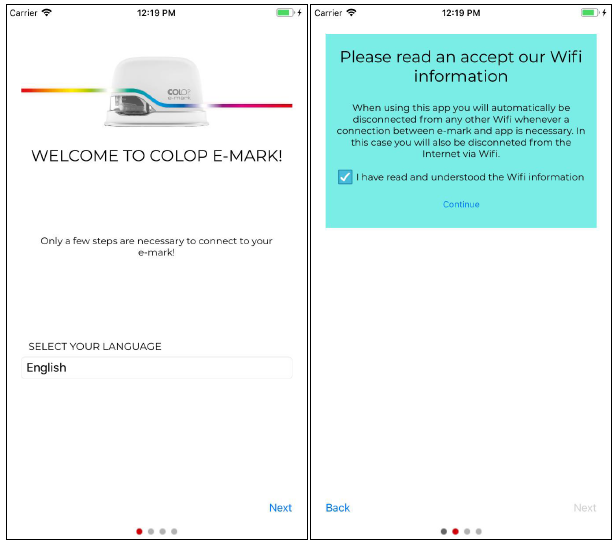 Carrier
12:19 PM
COLOP
e-mark
WELCOME TO COLOP E-MARK!
Only a few steps are necessary to connect to your
e-mark!
SELECT YOUR LANGUAGE
English
Next
Carrier
12:19 PM
Please read an accept our Wifi
information
When using this app you will automatically be
disconnected from any other Wifi whenever a
connection between e-mark and app is necessary. In
this case you will also be disconneted from the
Internet via Wifi.
I have read and understood the Wifi information
Continue
Back
Next